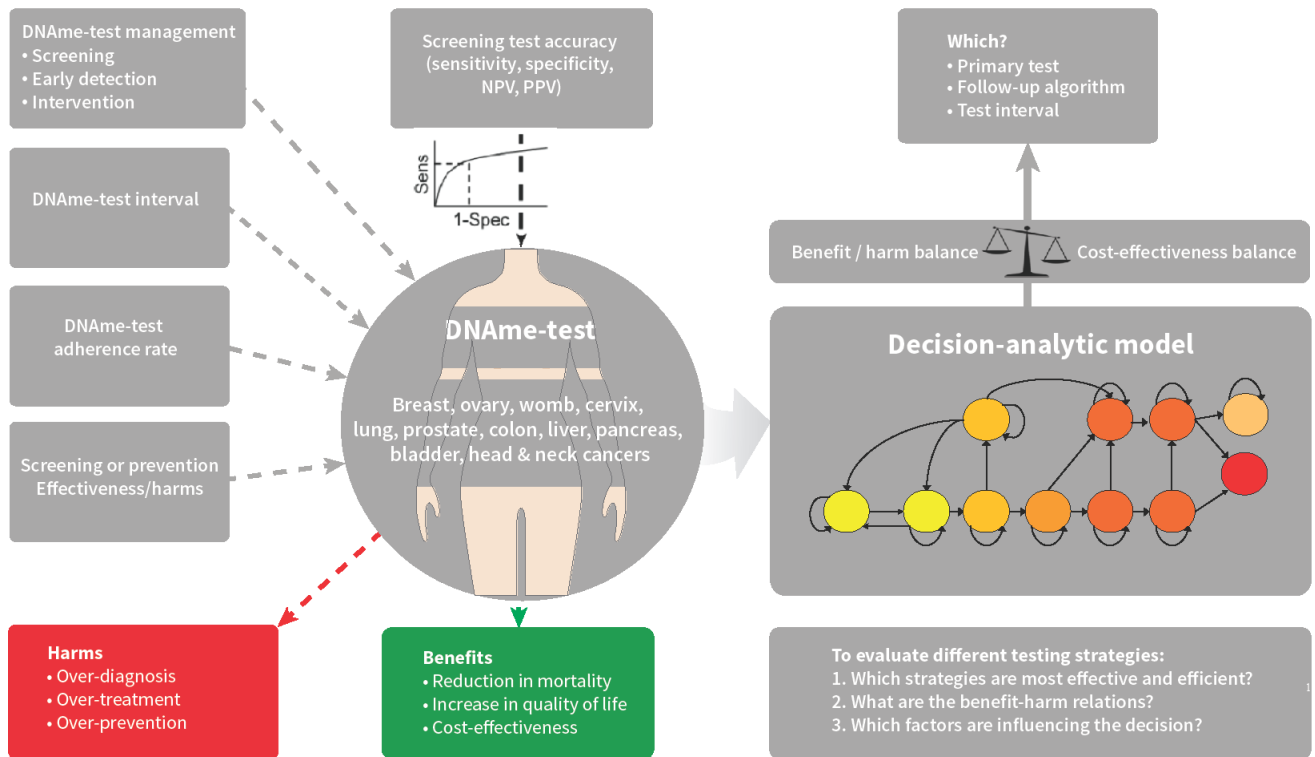 DNAme-test management
• Screening
• Early detection
• Intervention
DNAme-test interval
DNAme-test
adherence rate
Screening or prevention
Effectiveness/harms
Screening test accuracy
(sensitivity, specificity,
NPV, PPV)
Sens
1-Spec
DNAme-test
Breast, ovary, womb, cervix,
lung, prostate, colon, liver, pancreas,
bladder, head & neck cancers
Harms
• Over-diagnosis
• Over-treatment
• Over-prevention
Benefits
• Reduction in mortality
• Increase in quality of life
• Cost-effectiveness
Which?
• Primary test
• Follow-up algorithm
• Test interval
Benefit / harm balance
Cost-effectiveness balance
Decision-analytic model
To evaluate different testing strategies:
1. Which strategies are most effective and efficient?
2. What are the benefit-harm relations?
3. Which factors are influencing the decision?
1